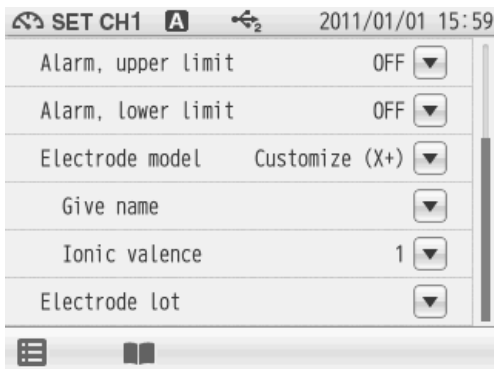 SET CH1 A 2 2011/01/01 15:59
Alarm, upper limit OFF
Alarm, lower limit OFF
Electrode model Customize (X+)
Give name
Ionic valence 1
Electrode lot